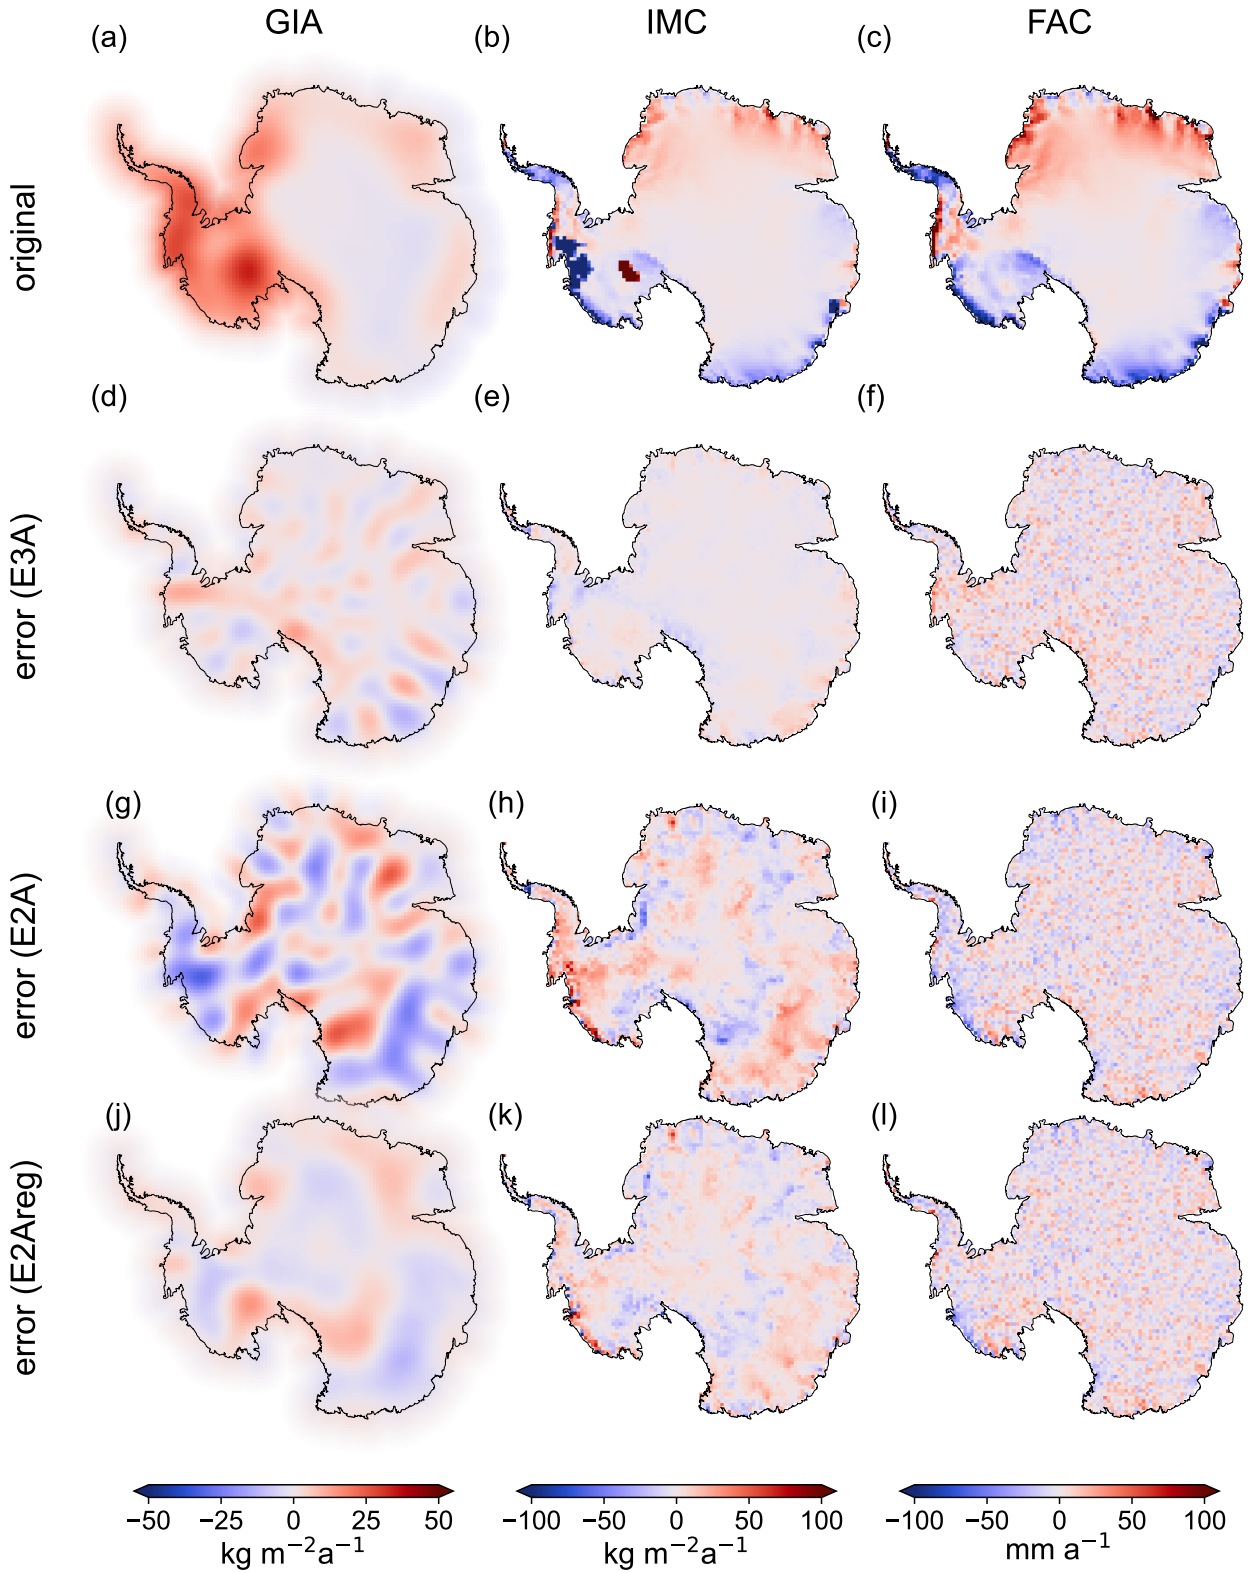 GIA IMC FAC
(a) (b) (c)
original
(d) (e) (f)
error (E3A)
(g) (h) (i)
error (E2A)
(j) (k) (l)
error (E2Areg)
−50 −25 0 25 50 −100 −50 0 50 100 −100 −50 0 50 100
kg m⁻²a⁻¹ kg m⁻²a⁻¹ mm a⁻¹